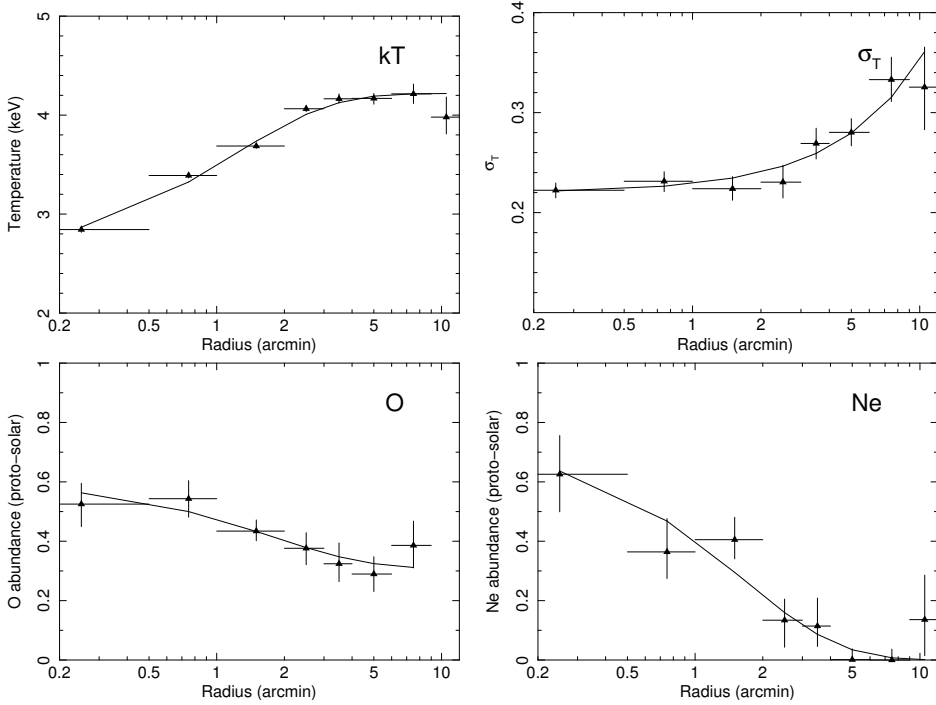 kT
Temperature (keV)
5
4
3
2
0.2 0.5 1 2 5 10
Radius (arcmin)
σT
σT
0.4
0.3
0.2
0.2 0.5 1 2 5 10
Radius (arcmin)
O
O abundance (proto−solar)
1
0.8
0.6
0.4
0.2
0
0.2 0.5 1 2 5 10
Radius (arcmin)
Ne
Ne abundance (proto−solar)
1
0.8
0.6
0.4
0.2
0
0.2 0.5 1 2 5 10
Radius (arcmin)